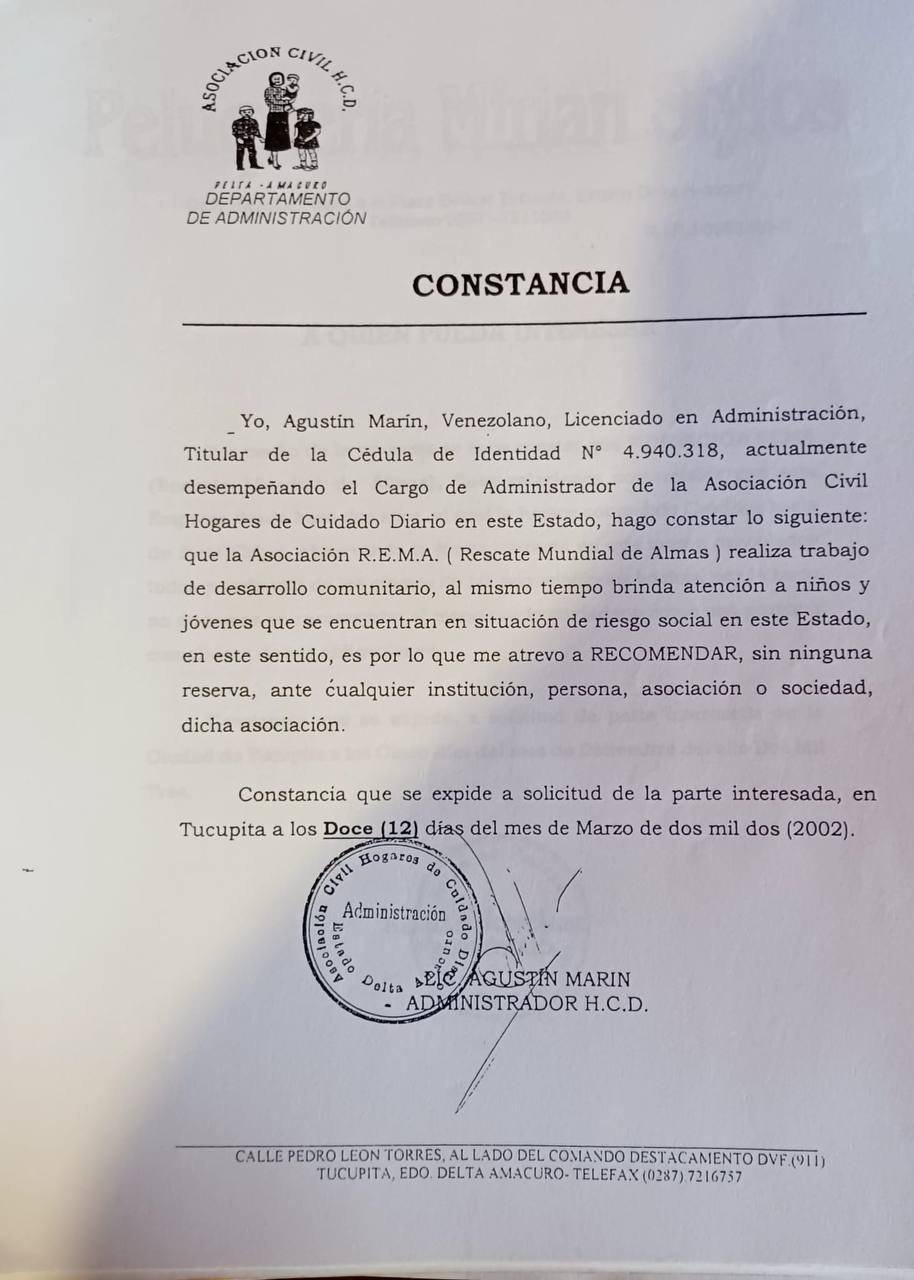 ASOCIACION CIVIL H.C.D.
DELTA - AMACURO
DEPARTAMENTO
DE ADMINISTRACIÓN
CONSTANCIA
Yo, Agustín Marín, Venezolano, Licenciado en Administración,
Titular de la Cédula de Identidad N° 4.940.318, actualmente
desempeñando el Cargo de Administrador de la Asociación Civil
Hogares de Cuidado Diario en este Estado, hago constar lo siguiente:
que la Asociación R.E.M.A. ( Rescate Mundial de Almas ) realiza trabajo
de desarrollo comunitario, al mismo tiempo brinda atención a niños y
jóvenes que se encuentran en situación de riesgo social en este Estado,
en este sentido, es por lo que me atrevo a RECOMENDAR, sin ninguna
reserva, ante cualquier institución, persona, asociación o sociedad,
dicha asociación.
Constancia que se expide a solicitud de la parte interesada, en
Tucupita a los Doce (12) días del mes de Marzo de dos mil dos (2002).
Asociación Civil Hogares de Cuidado Diario
Administración
Estado Delta Amacuro
LIC. AGUSTÍN MARIN
- ADMINISTRADOR H.C.D.
CALLE PEDRO LEON TORRES, AL LADO DEL COMANDO DESTACAMENTO DVF.(911)
TUCUPITA, EDO. DELTA AMACURO- TELEFAX (0287) 7216757